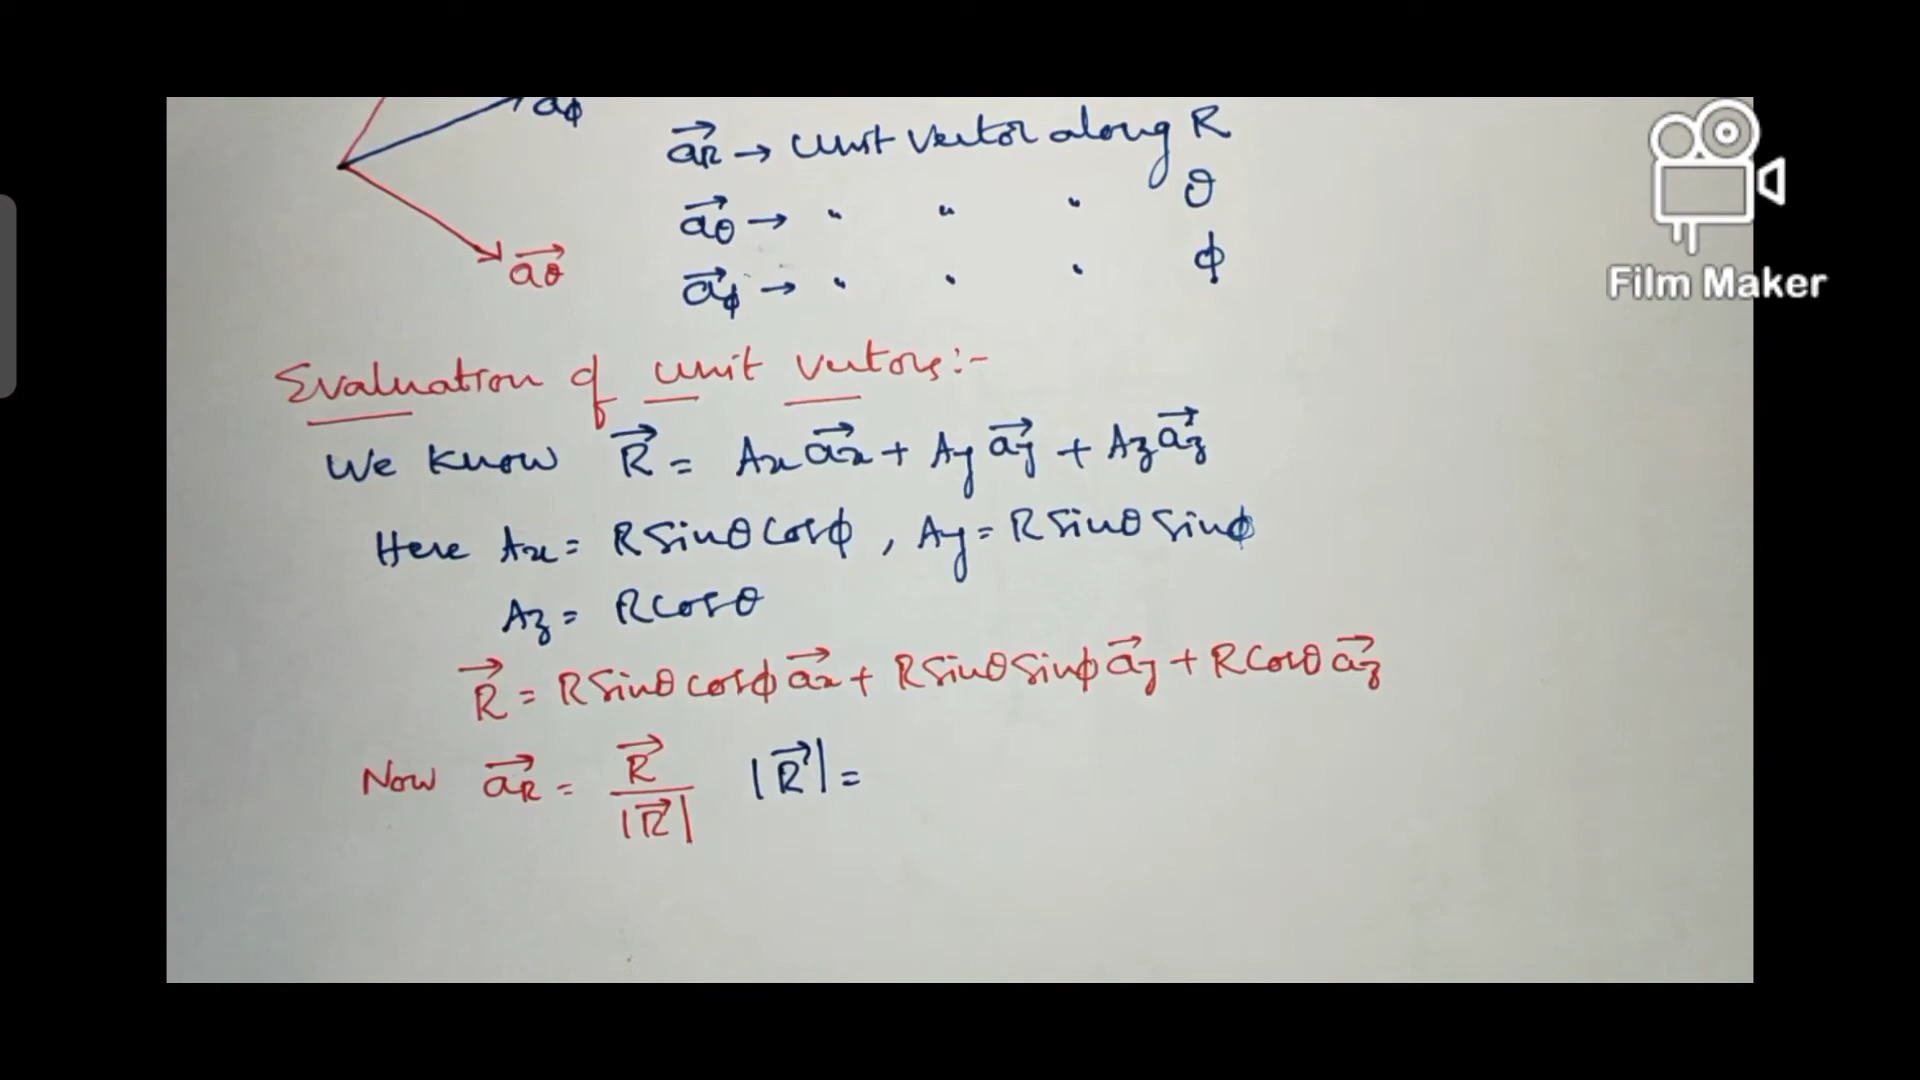 aϕ
a⃗R → unit vector along R
a⃗θ → " " " θ
a⃗ϕ → " " " ϕ
a⃗θ
Film Maker
Evaluation of unit vectors:-
We know R⃗ = Ax a⃗x + Ay a⃗y + Az a⃗z
Here Ax = R sinθ cosϕ , Ay = R sinθ sinϕ
Az = R cosθ
R⃗ = R sinθ cosϕ a⃗x + R sinθ sinϕ a⃗y + R cosθ a⃗z
Now a⃗R = R⃗ / |R⃗| |R⃗| =